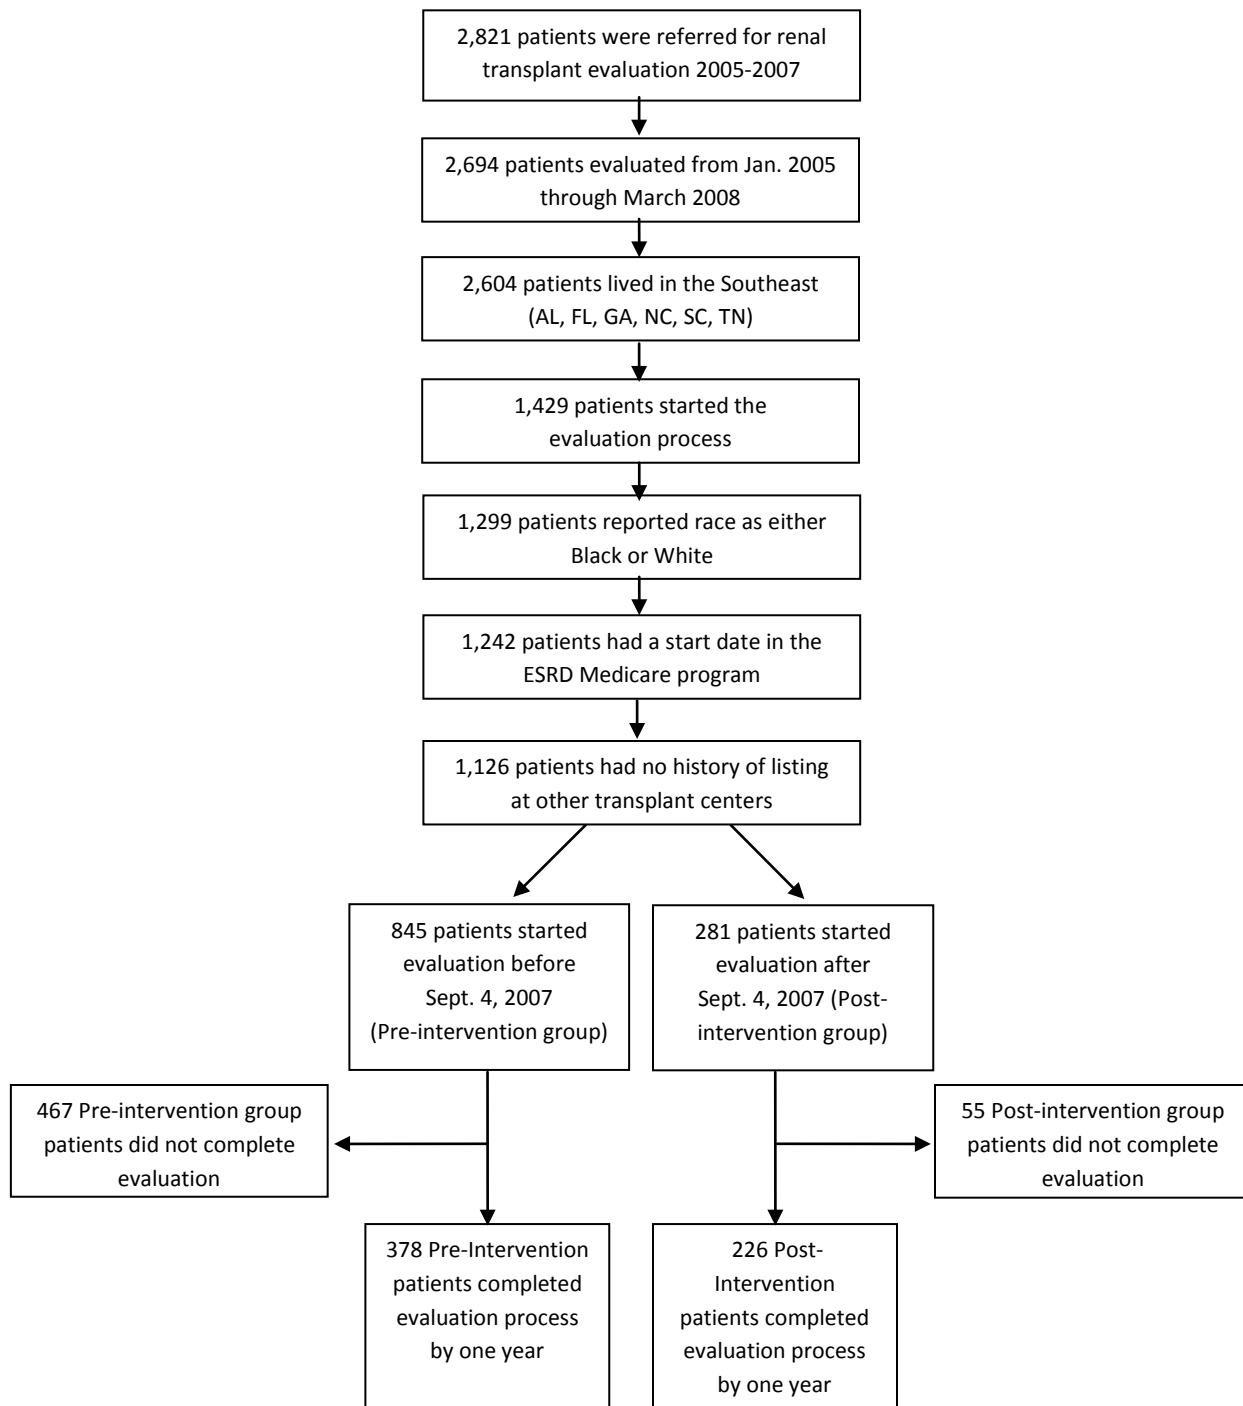 2,821 patients were referred for renal
transplant evaluation 2005-2007
2,694 patients evaluated from Jan. 2005
through March 2008
2,604 patients lived in the Southeast
(AL, FL, GA, NC, SC, TN)
1,429 patients started the
evaluation process
1,299 patients reported race as either
Black or White
1,242 patients had a start date in the
ESRD Medicare program
1,126 patients had no history of listing
at other transplant centers
845 patients started
evaluation before
Sept. 4, 2007
(Pre-intervention group)
281 patients started
evaluation after
Sept. 4, 2007 (Post-
intervention group)
467 Pre-intervention group
patients did not complete
evaluation
55 Post-intervention group
patients did not complete
evaluation
378 Pre-Intervention
patients completed
evaluation process
by one year
226 Post-
Intervention
patients completed
evaluation process
by one year